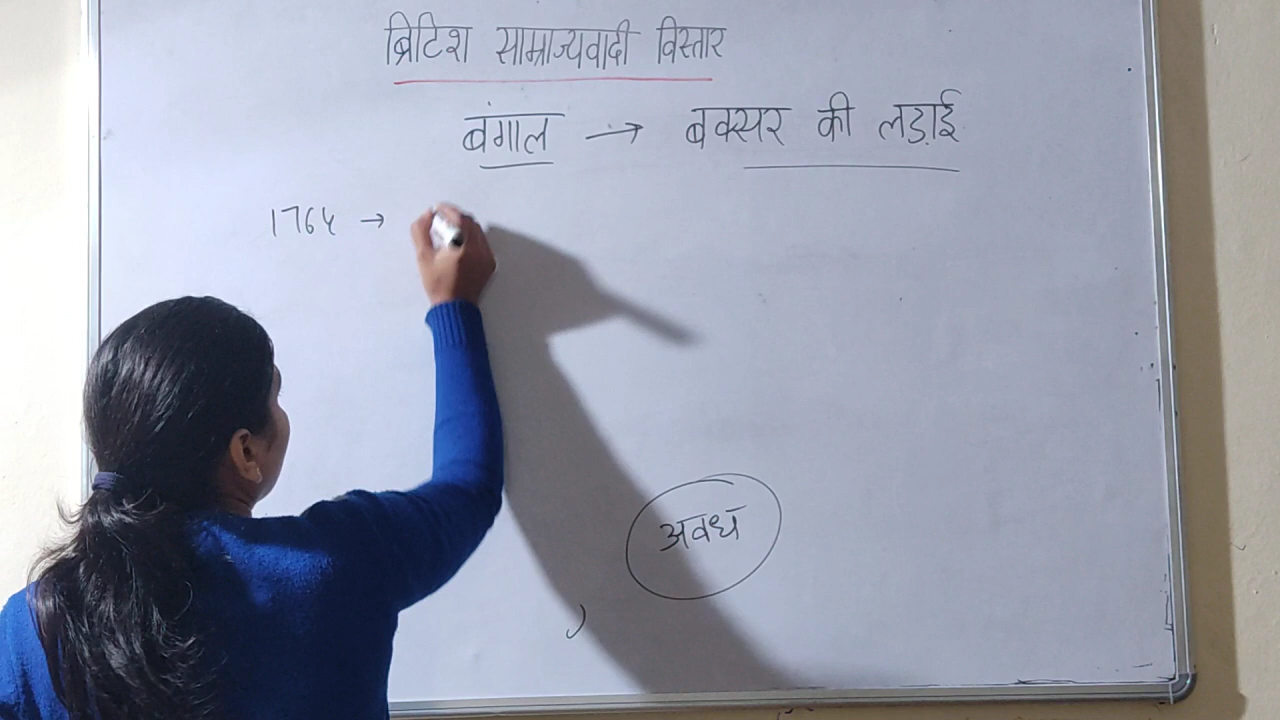 ब्रिटिश साम्राज्यवादी विस्तार
बंगाल → बक्सर की लड़ाई
1764 →
अवध